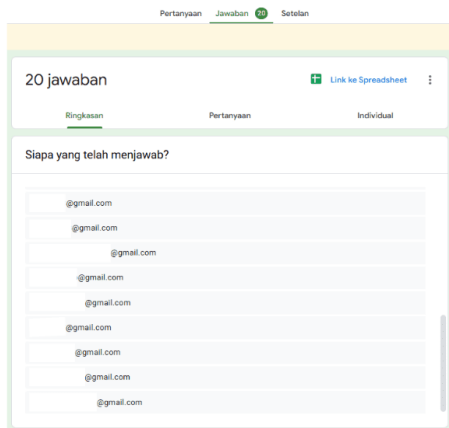 Pertanyaan Jawaban 20 Setelan
20 jawaban Link ke Spreadsheet
Ringkasan Pertanyaan Individual
Siapa yang telah menjawab?
@gmail.com
@gmail.com
@gmail.com
@gmail.com
@gmail.com
@gmail.com
@gmail.com
@gmail.com
@gmail.com